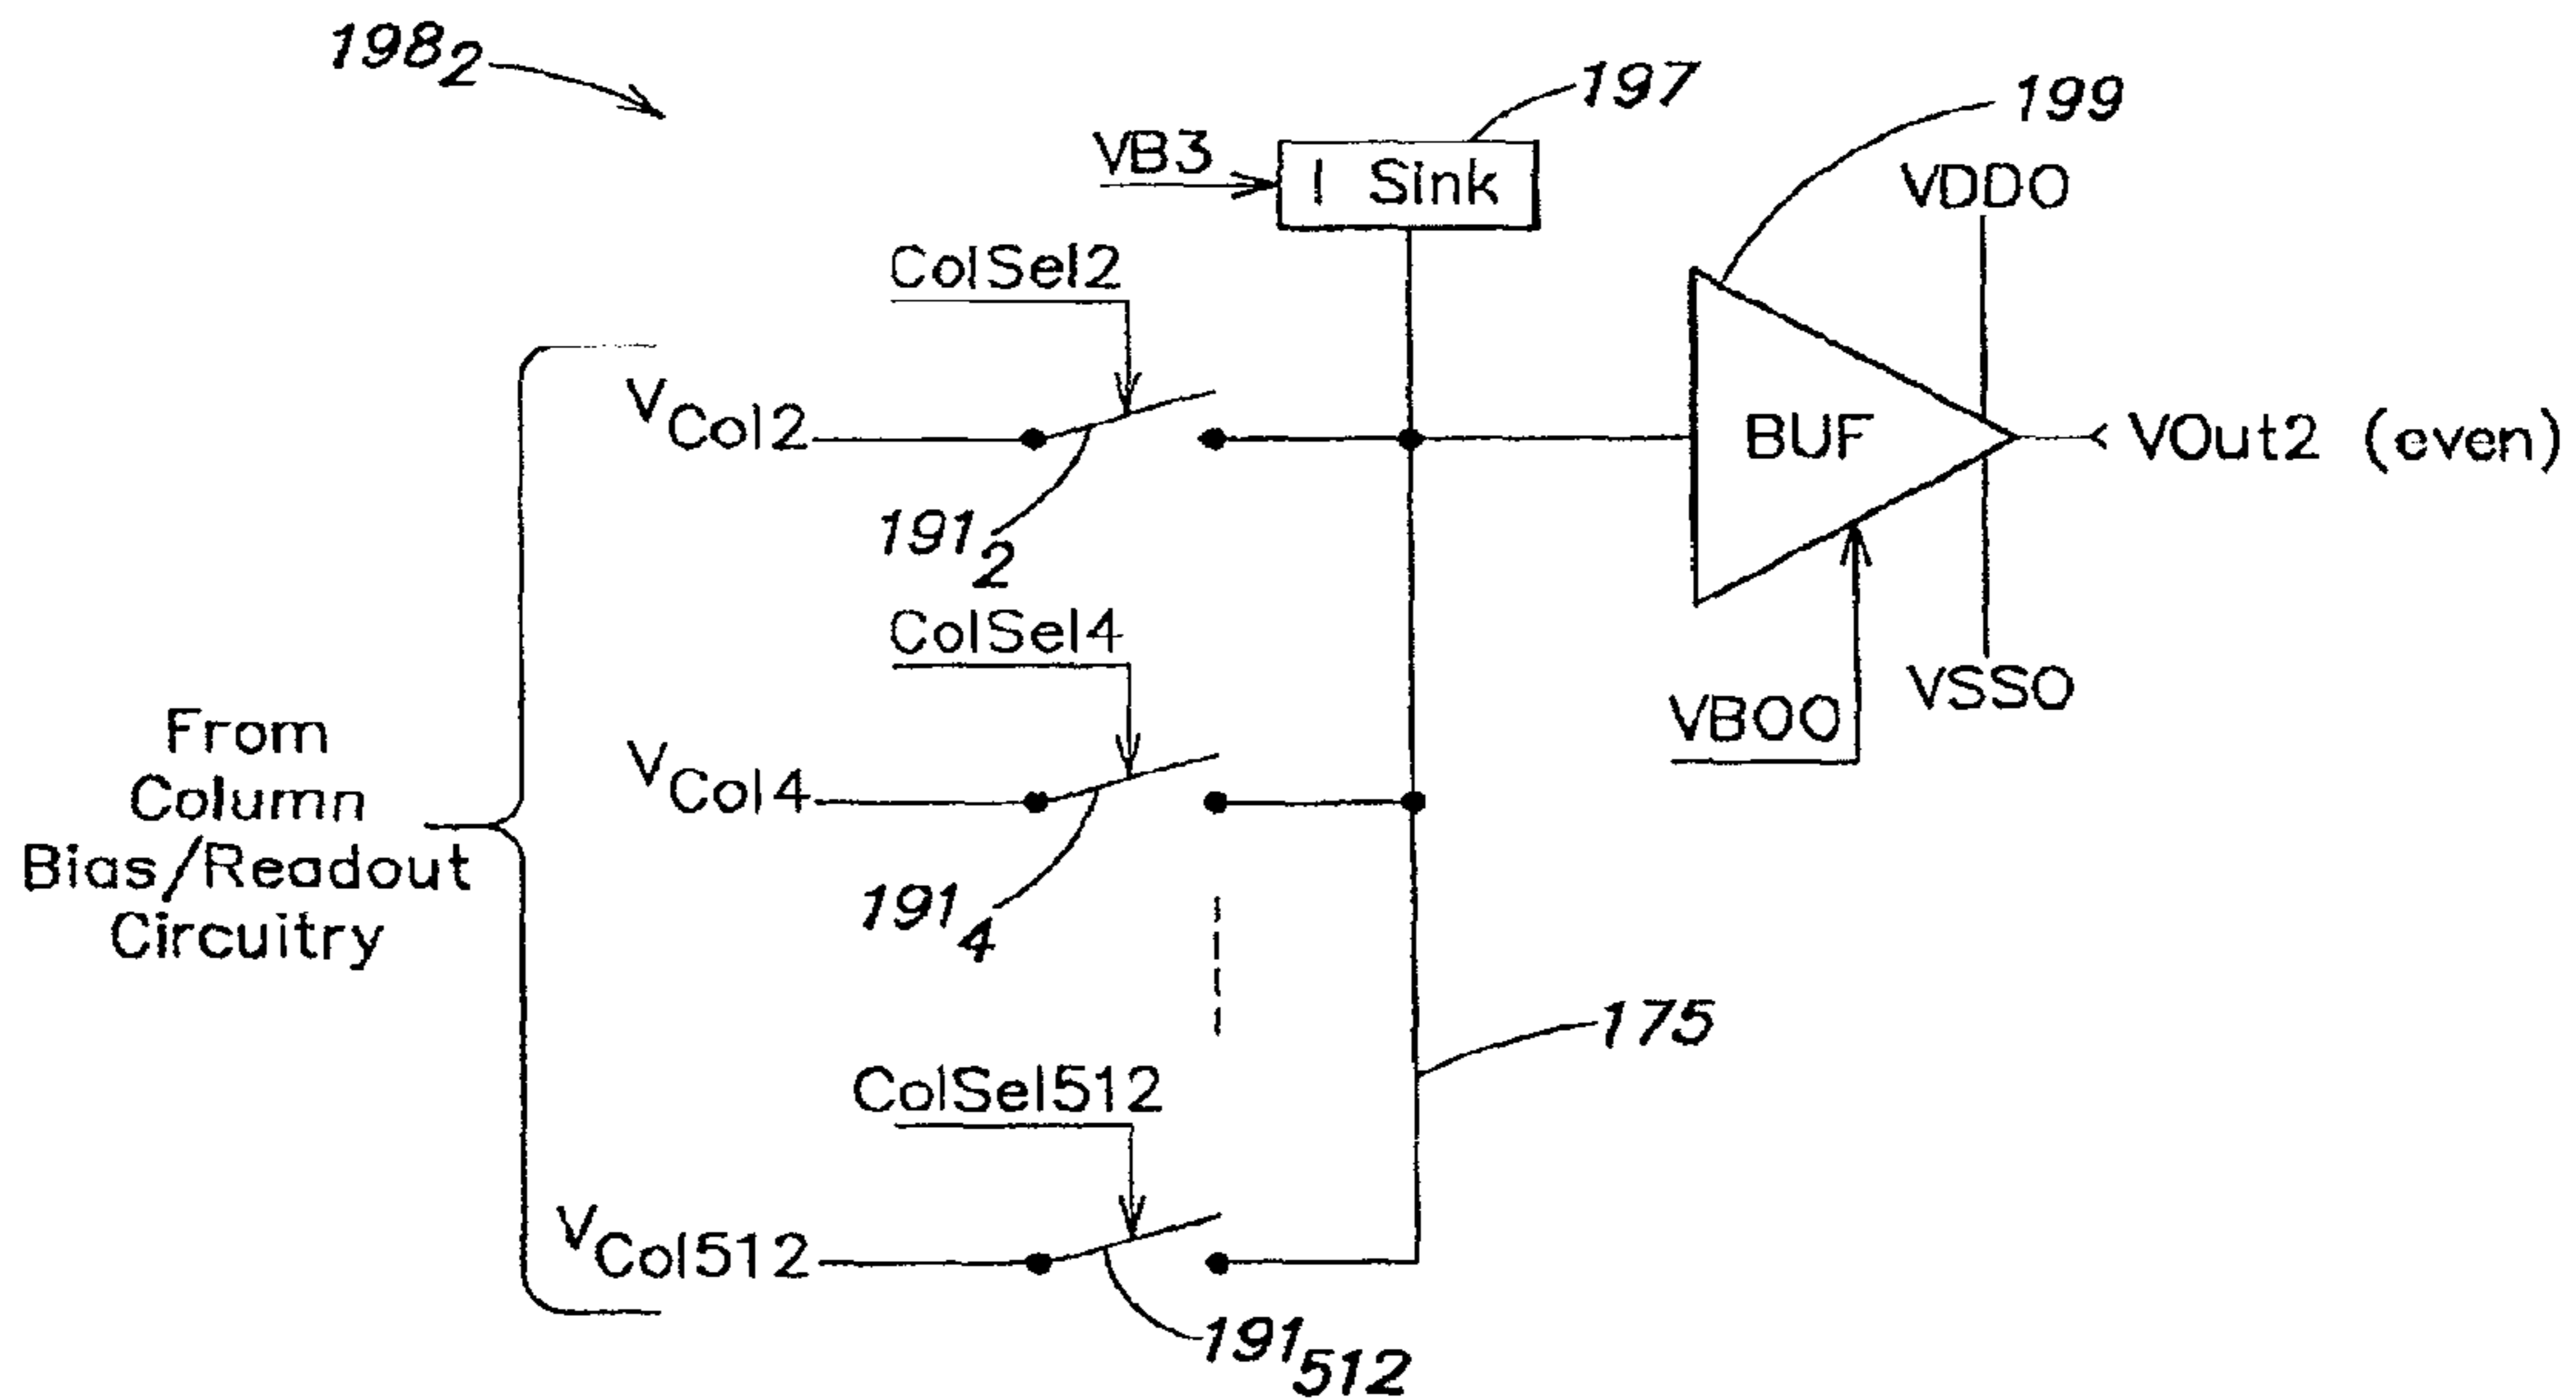 198₂
197
199
VB3
I Sink
VDDO
ColSel2
VCol2
BUF
VOut2 (even)
191₂
ColSel4
VSSO
VBOO
From
Column
Bias/Readout
Circuitry
VCol4
191₄
175
ColSel512
VCol512
191₅₁₂